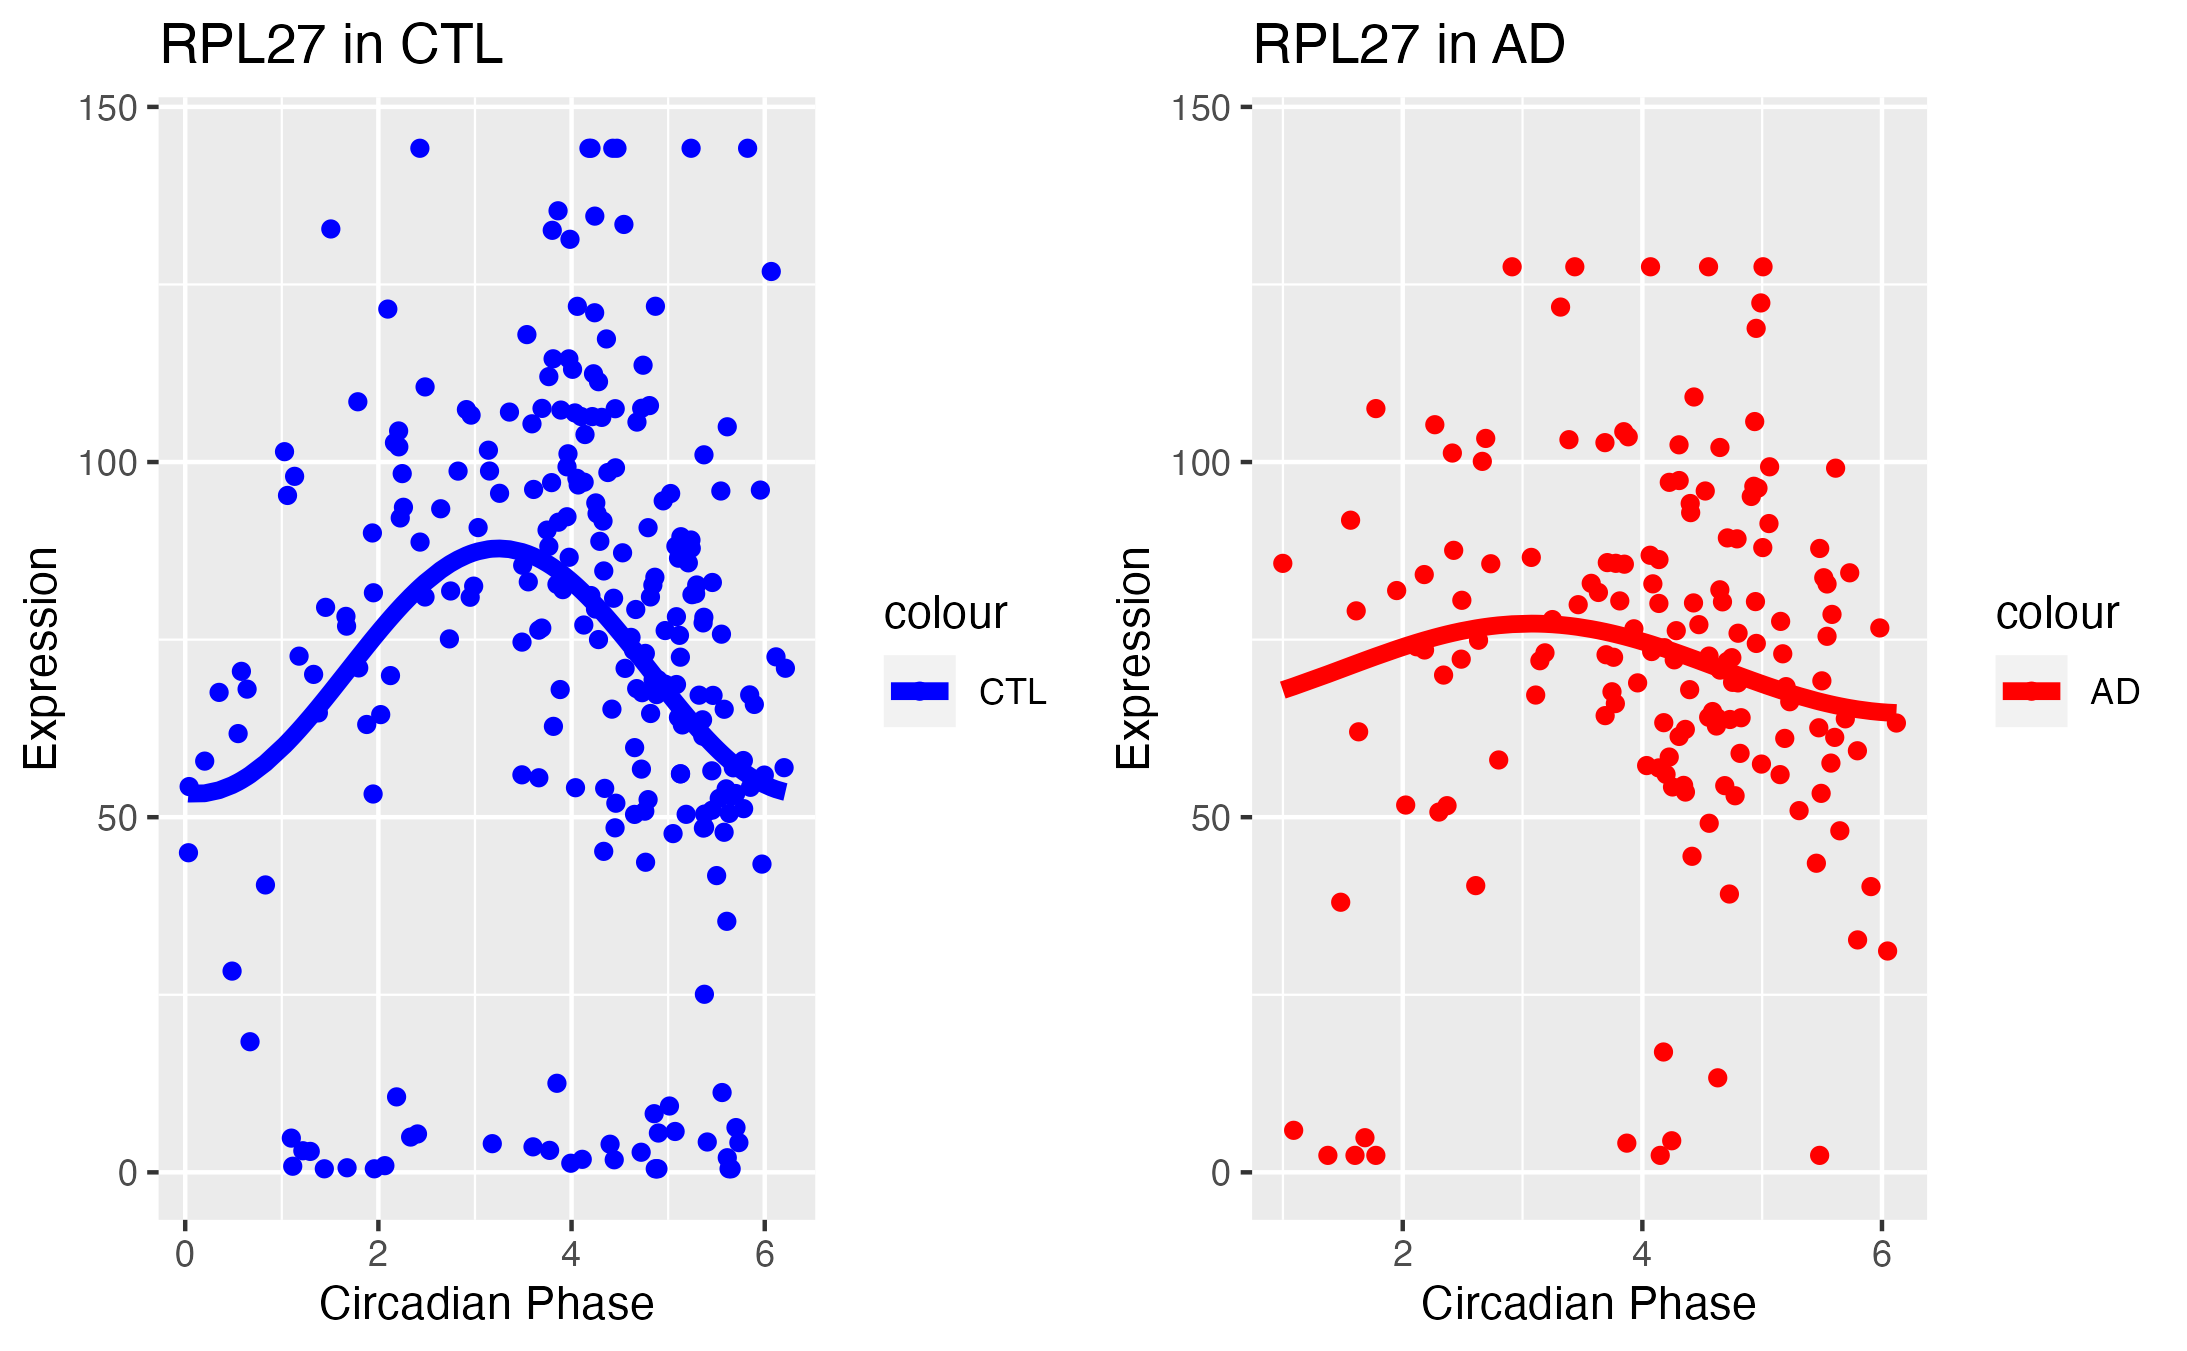 RPL27 in CTL
150
100
50
0
Expression
0 2 4 6
Circadian Phase
colour
CTL
RPL27 in AD
150
100
50
0
Expression
2 4 6
Circadian Phase
colour
AD